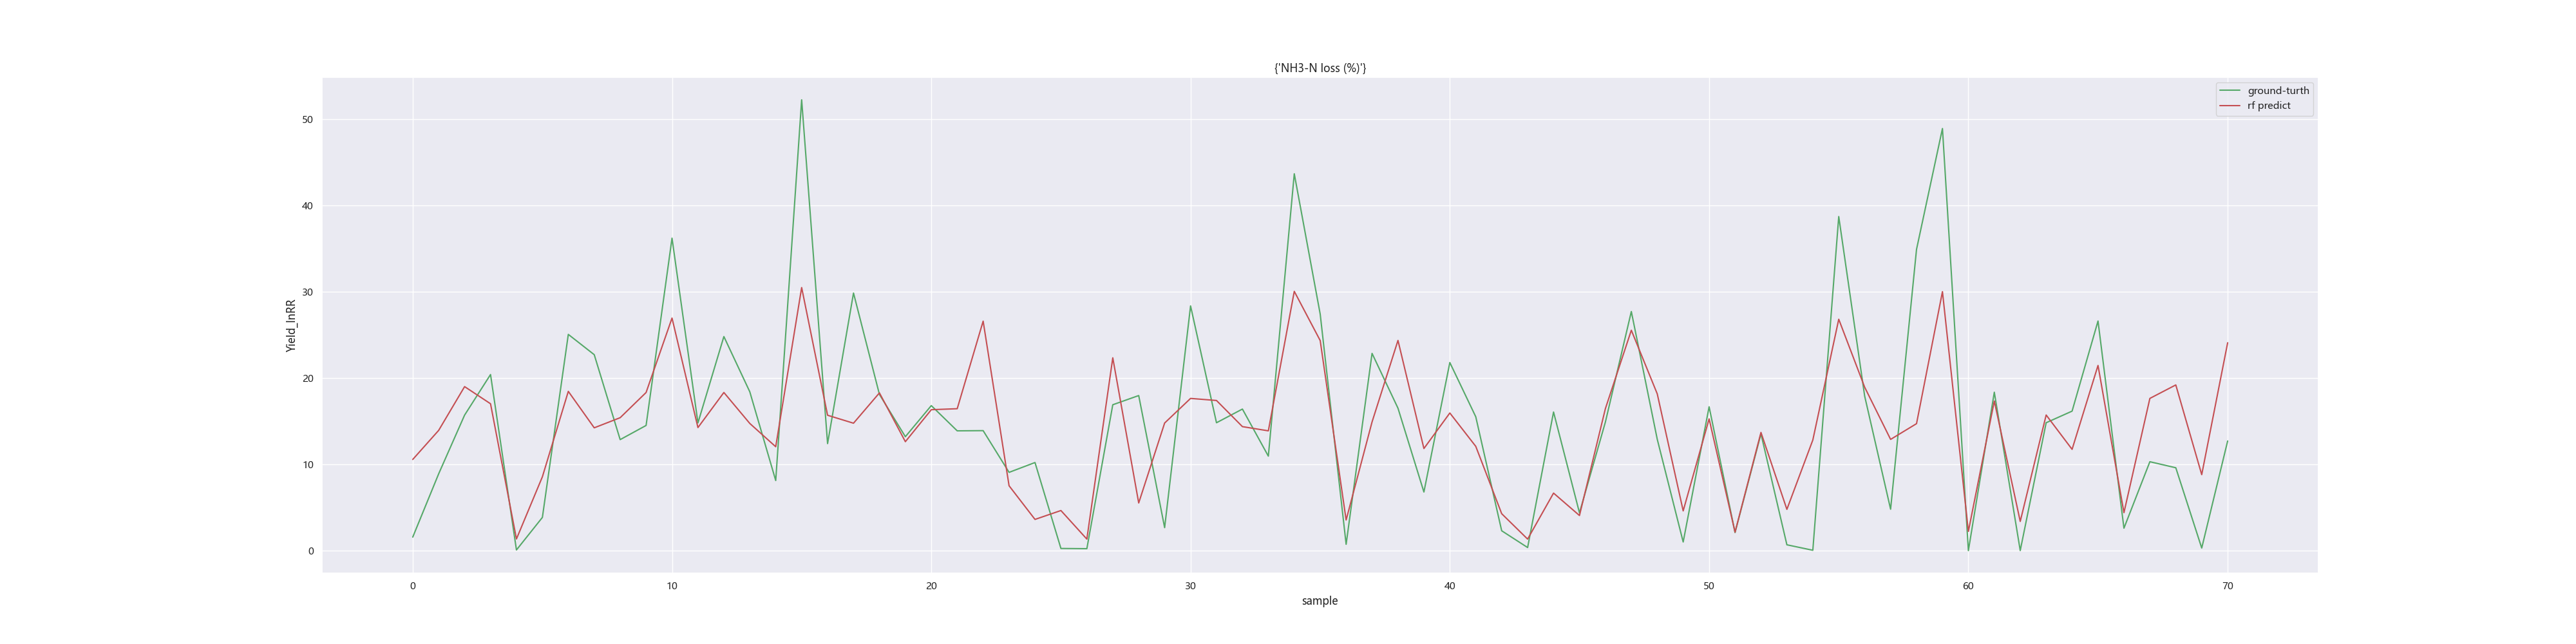 {'NH3-N loss (%)'}
ground-turth
rf predict
50
40
30
20
10
0
Yield_lnRR
0 10 20 30 40 50 60 70
sample